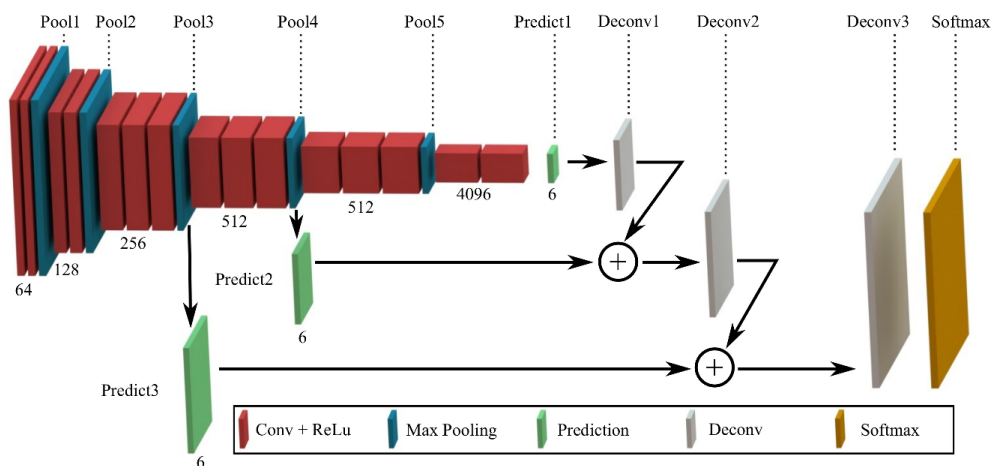 Pool1 Pool2 Pool3 Pool4 Pool5 Predict1 Deconv1 Deconv2 Deconv3 Softmax
4096
6
512
512
256
128
64
Predict2
6
Predict3
6
Conv + ReLu Max Pooling Prediction Deconv Softmax